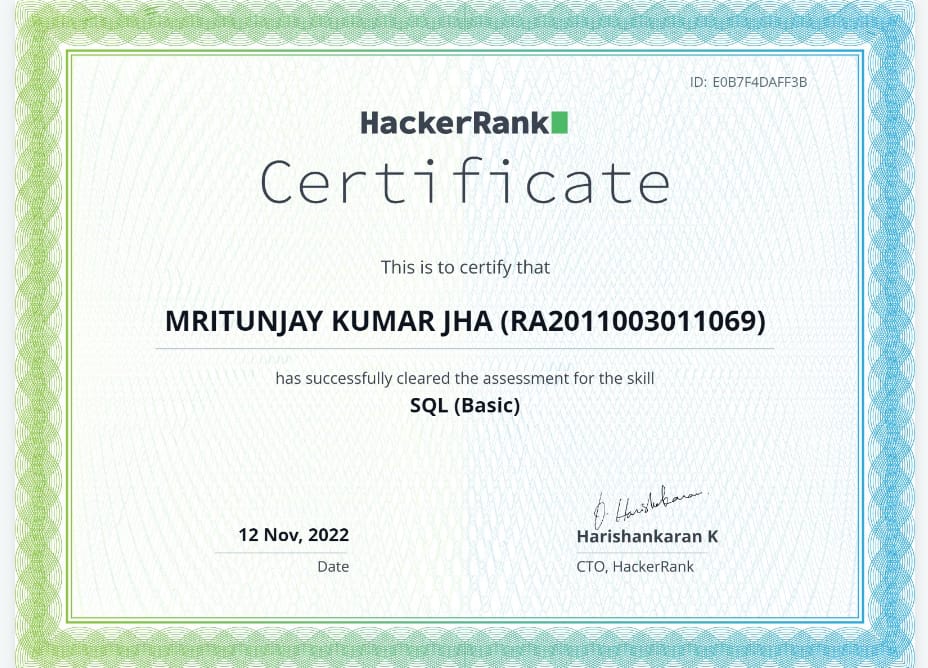 ID: E0B7F4DAFF3B
HackerRank
Certificate
This is to certify that
MRITUNJAY KUMAR JHA (RA2011003011069)
has successfully cleared the assessment for the skill
SQL (Basic)
12 Nov, 2022
Date
Harishankaran
Harishankaran K
CTO, HackerRank